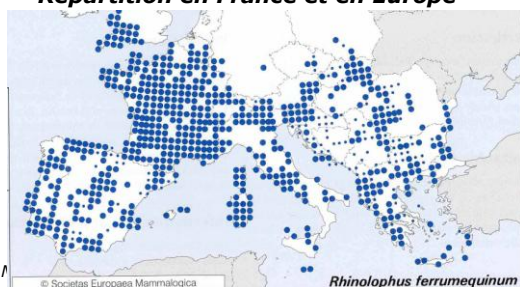 Répartition en France et en Europe
© Societas Europaea Mammalogica
Rhinolophus ferrumequinum